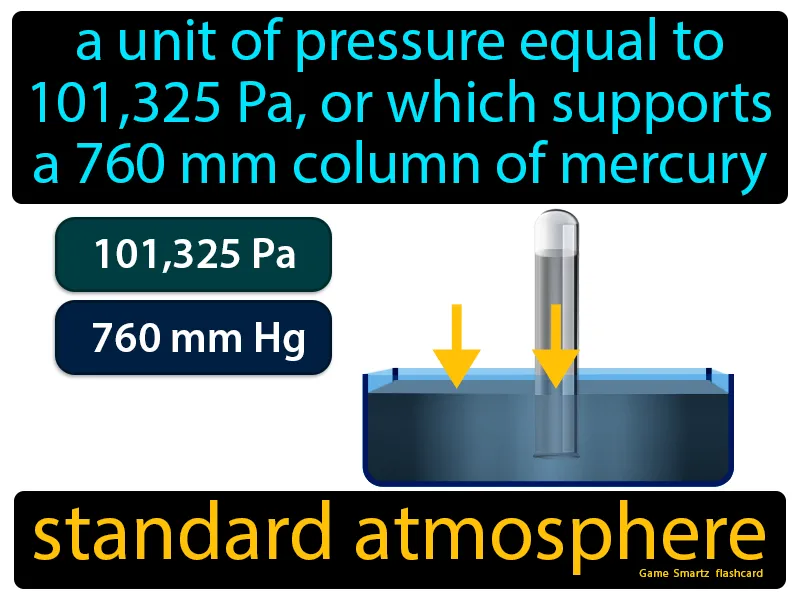 a unit of pressure equal to
101,325 Pa, or which supports
a 760 mm column of mercury
101,325 Pa
760 mm Hg
standard atmosphere
Game Smartz flashcard